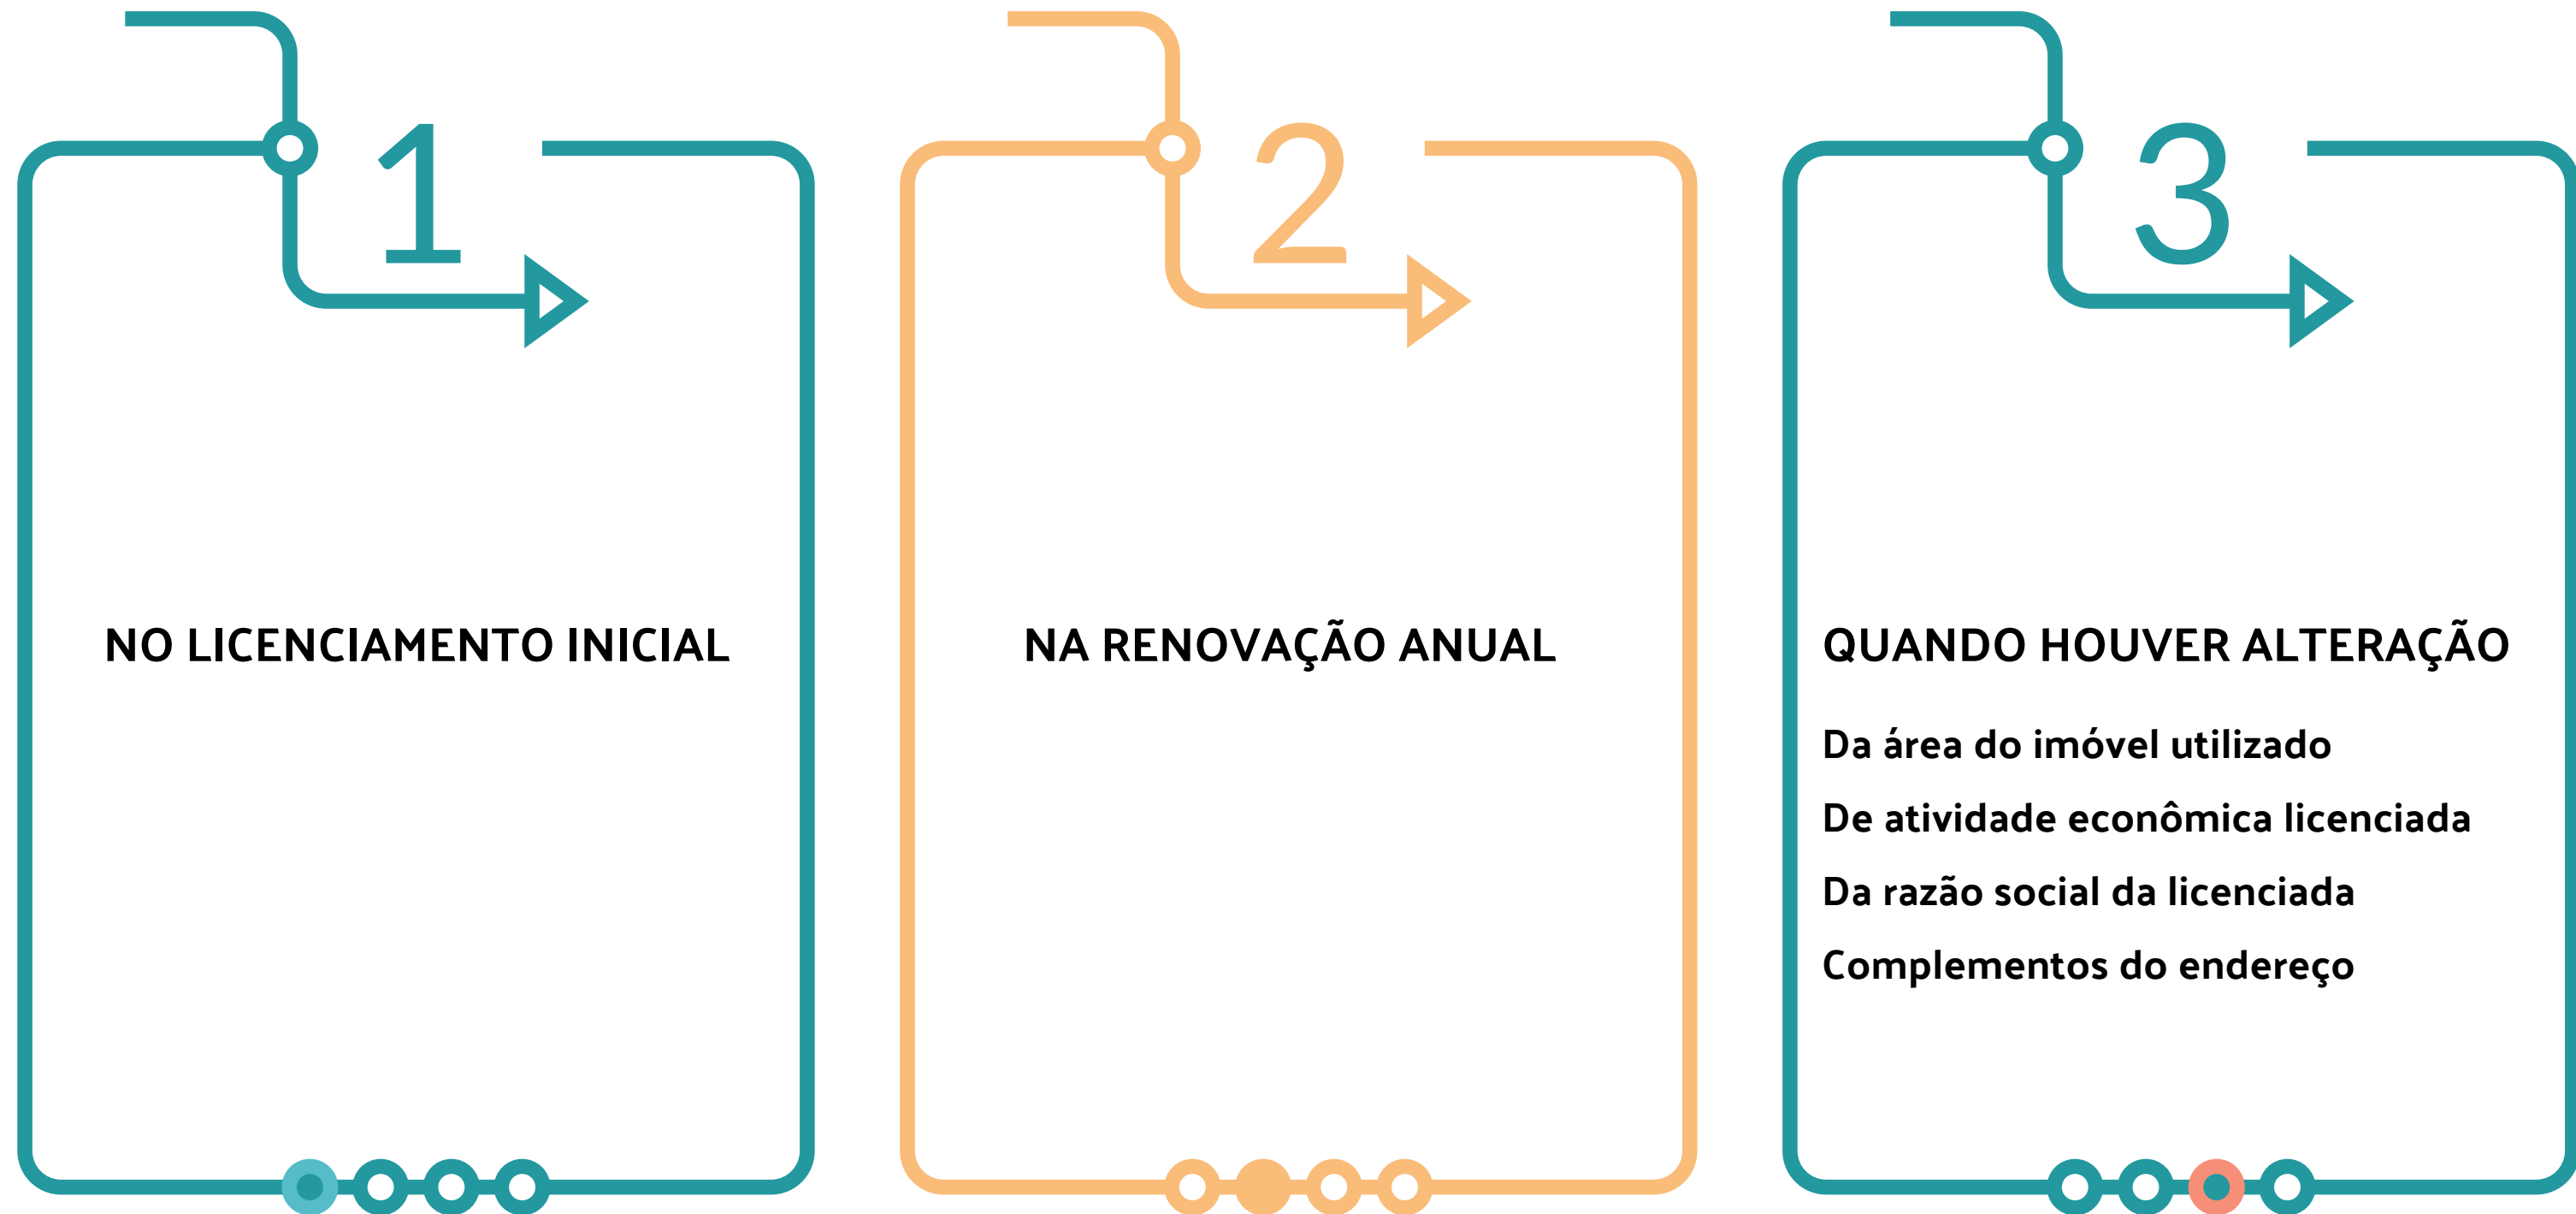 1
NO LICENCIAMENTO INICIAL
2
NA RENOVAÇÃO ANUAL
3
QUANDO HOUVER ALTERAÇÃO
Da área do imóvel utilizado
De atividade econômica licenciada
Da razão social da licenciada
Complementos do endereço